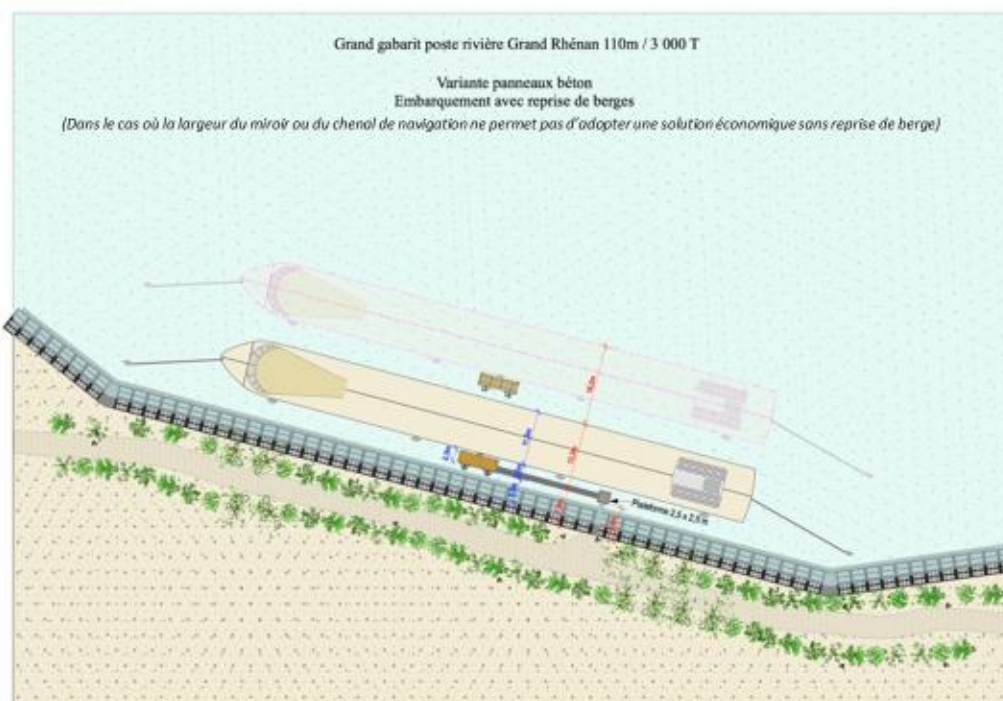 Grand gabarit poste rivière Grand Rhénan 110m / 3 000 T
Variante panneaux béton
Embarquement avec reprise de berges
(Dans le cas où la largeur du miroir ou du chenal de navigation ne permet pas d'adopter une solution économique sans reprise de berge)
Plateforme 2,5 x 2,5 m